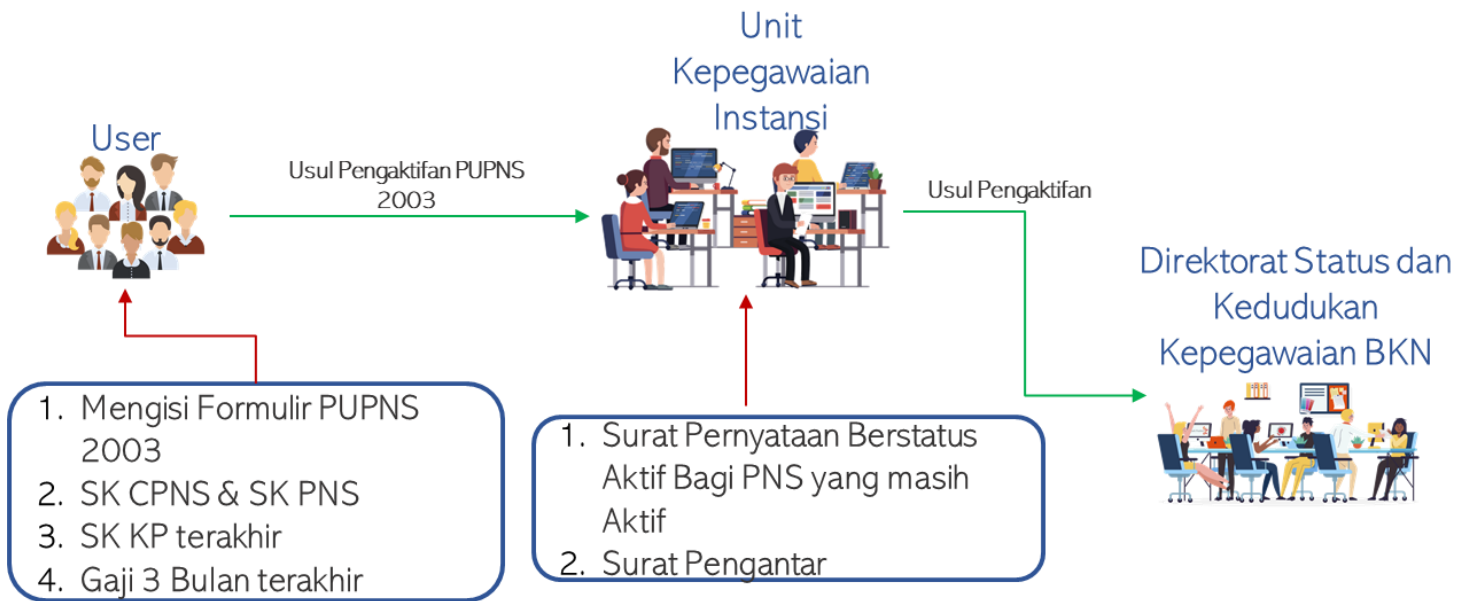 User
Usul Pengaktifan PUPNS
2003
Unit
Kepegawaian
Instansi
Usul Pengaktifan
Direktorat Status dan
Kedudukan
Kepegawaian BKN
1. Mengisi Formulir PUPNS
2003
2. SK CPNS & SK PNS
3. SK KP terakhir
4. Gaji 3 Bulan terakhir
1. Surat Pernyataan Berstatus
Aktif Bagi PNS yang masih
Aktif
2. Surat Pengantar